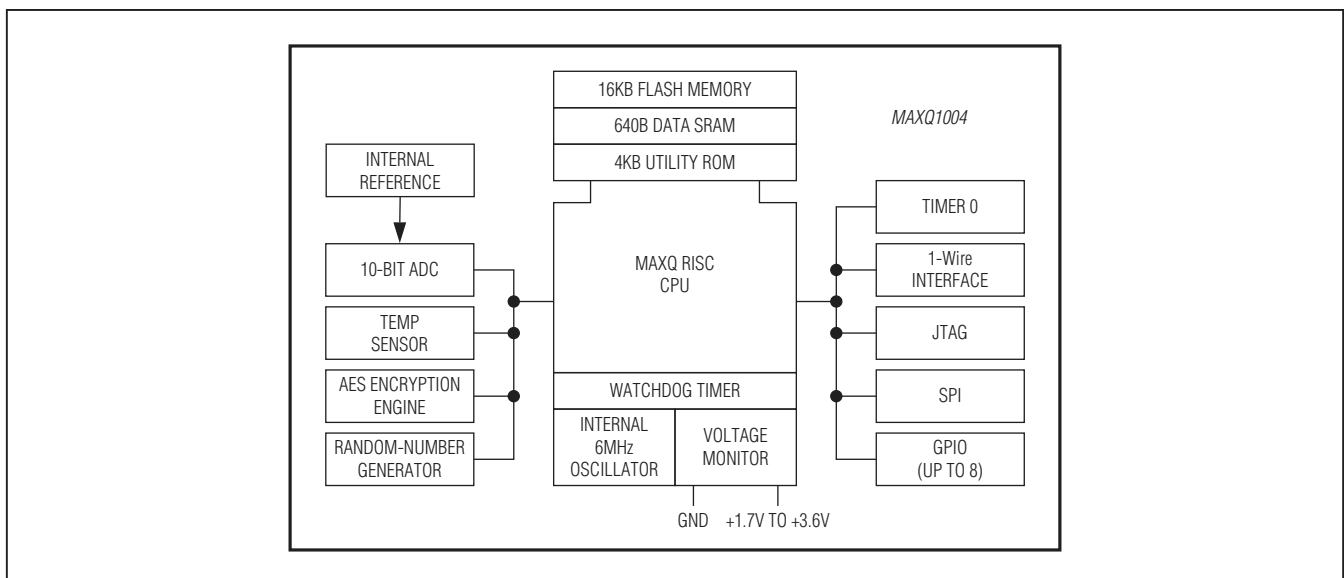 16KB FLASH MEMORY
640B DATA SRAM
4KB UTILITY ROM
MAXQ1004
INTERNAL
REFERENCE
10-BIT ADC
TEMP
SENSOR
AES ENCRYPTION
ENGINE
RANDOM-NUMBER
GENERATOR
MAXQ RISC
CPU
WATCHDOG TIMER
INTERNAL
6MHz
OSCILLATOR
VOLTAGE
MONITOR
GND
+1.7V TO +3.6V
TIMER 0
1-Wire
INTERFACE
JTAG
SPI
GPIO
(UP TO 8)